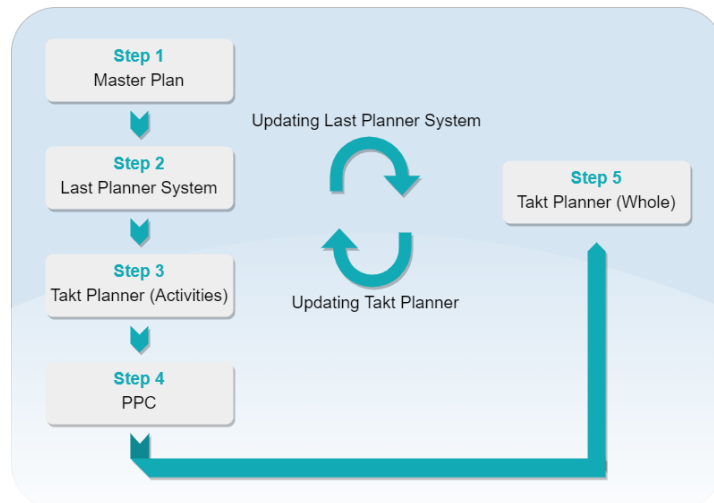 Step 1
Master Plan
Step 2
Last Planner System
Step 3
Takt Planner (Activities)
Step 4
PPC
Updating Last Planner System
Updating Takt Planner
Step 5
Takt Planner (Whole)